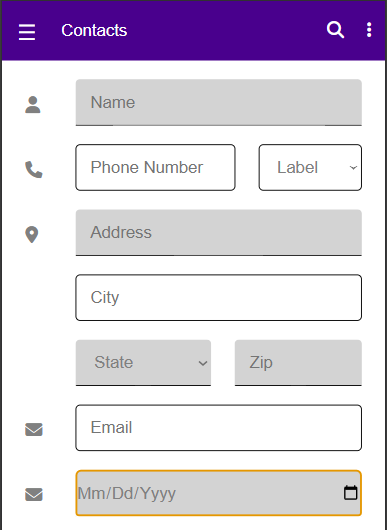 Contacts
Name
Phone Number Label
Address
City
State Zip
Email
Mm/Dd/Yyyy